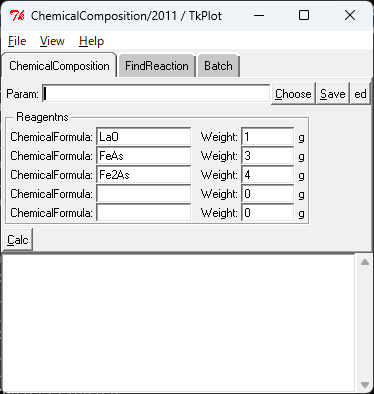 ChemicalComposition/2011 / TkPlot
File View Help
ChemicalComposition FindReaction Batch
Param: Choose Save ed
Reagentns
ChemicalFormula: LaO Weight: 1 g
ChemicalFormula: FeAs Weight: 3 g
ChemicalFormula: Fe2As Weight: 4 g
ChemicalFormula: Weight: 0 g
ChemicalFormula: Weight: 0 g
Calc